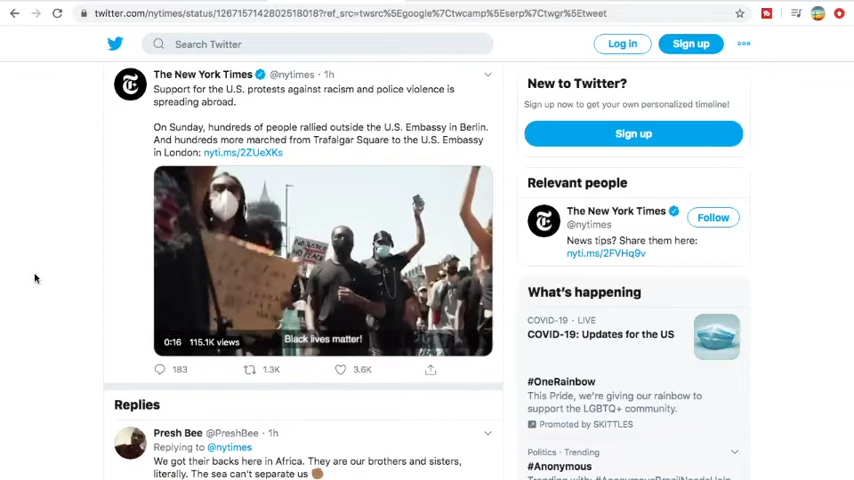 twitter.com/nytimes/status/1267157142802518018?ref_src=twsrc%5Egoogle%7Ctwcamp%5Eserp%7Ctwgr%5Etweet
Search Twitter
Log in
Sign up
The New York Times @nytimes · 1h
Support for the U.S. protests against racism and police violence is
spreading abroad.
On Sunday, hundreds of people rallied outside the U.S. Embassy in Berlin.
And hundreds more marched from Trafalgar Square to the U.S. Embassy
in London: nyti.ms/2ZUeXKs
NO JUSTICE
NO PEACE
Black lives matter!
0:16 115.1K views
183 1.3K 3.6K
Replies
Presh Bee @PreshBee · 1h
Replying to @nytimes
We got their backs here in Africa. They are our brothers and sisters,
literally. The sea can't separate us
New to Twitter?
Sign up now to get your own personalized timeline!
Sign up
Relevant people
The New York Times
@nytimes
Follow
News tips? Share them here:
nyti.ms/2FVHq9v
What's happening
COVID-19 · LIVE
COVID-19: Updates for the US
#OneRainbow
This Pride, we're giving our rainbow to
support the LGBTQ+ community.
Promoted by SKITTLES
Politics · Trending
#Anonymous